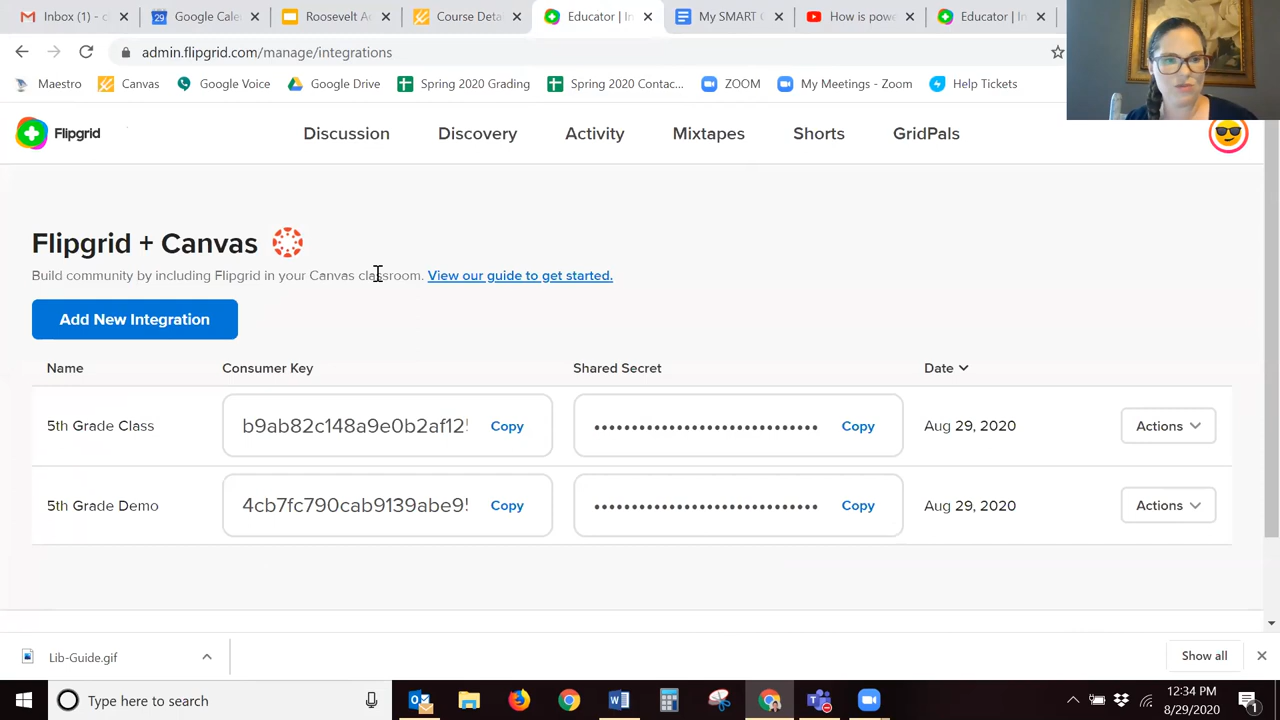 Inbox (1) - c
Google Cale
Roosevelt A
Course Deta
Educator | In
My SMART G
How is pow
Educator | In
admin.flipgrid.com/manage/integrations
Maestro
Canvas
Google Voice
Google Drive
Spring 2020 Grading
Spring 2020 Contac...
ZOOM
My Meetings - Zoom
Help Tickets
Flipgrid
Discussion
Discovery
Activity
Mixtapes
Shorts
GridPals
Flipgrid + Canvas
Build community by including Flipgrid in your Canvas classroom. View our guide to get started.
Add New Integration
Name Consumer Key Shared Secret Date
5th Grade Class b9ab82c148a9e0b2af12 Copy •••••••••••••••••••••••••••••• Copy Aug 29, 2020 Actions
5th Grade Demo 4cb7fc790cab9139abe9 Copy •••••••••••••••••••••••••••••• Copy Aug 29, 2020 Actions
Lib-Guide.gif
Show all
Type here to search
12:34 PM
8/29/2020